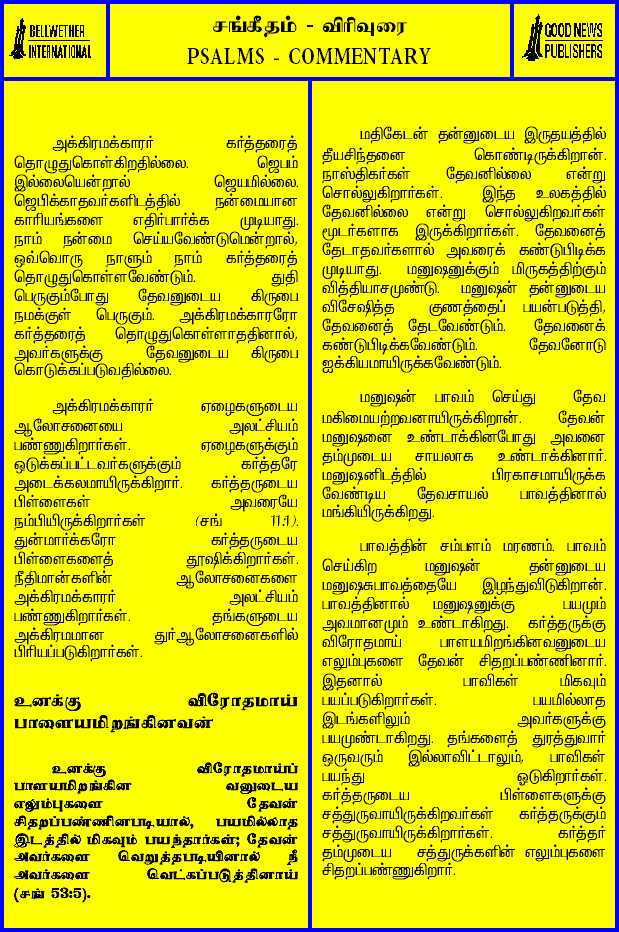 BELLWETHER
INTERNATIONAL
சங்கீதம் - விரிவுரை
PSALMS - COMMENTARY
GOOD NEWS
PUBLISHERS
அக்கிரமக்காரர் கர்த்தரைத்
தொழுதுகொள்கிறதில்லை. ஜெபம்
இல்லையென்றால் ஜெயமில்லை.
ஜெபிக்காதவர்களிடத்தில் நன்மையான
காரியங்களை எதிர்பார்க்க முடியாது.
நாம் நன்மை செய்யவேண்டுமென்றால்,
ஒவ்வொரு நாளும் நாம் கர்த்தரைத்
தொழுதுகொள்ளவேண்டும். துதி
பெருகும்போது தேவனுடைய கிருபை
நமக்குள் பெருகும். அக்கிரமக்காரரோ
கர்த்தரைத் தொழுதுகொள்ளாததினால்,
அவர்களுக்கு தேவனுடைய கிருபை
கொடுக்கப்படுவதில்லை.
அக்கிரமக்காரர் ஏழைகளுடைய
ஆலோசனையை அலட்சியம்
பண்ணுகிறார்கள். ஏழைகளுக்கும்
ஒடுக்கப்பட்டவர்களுக்கும் கர்த்தரே
அடைக்கலமாயிருக்கிறார். கர்த்தருடைய
பிள்ளைகள் அவரையே
நம்பியிருக்கிறார்கள் (சங் 11:1).
துன்மார்க்கரோ கர்த்தருடைய
பிள்ளைகளைத் தூஷிக்கிறார்கள்.
நீதிமான்களின் ஆலோசனைகளை
அக்கிரமக்காரர் அலட்சியம்
பண்ணுகிறார்கள். தங்களுடைய
அக்கிரமமான துர்ஆலோசனைகளில்
பிரியப்படுகிறார்கள்.
உனக்கு விரோதமாய்
பாளையமிறங்கினவன்
உனக்கு விரோதமாய்ப்
பாளயமிறங்கின வனுடைய
எலும்புகளை தேவன்
சிதறப்பண்ணினபடியால், பயமில்லாத
இடத்தில் மிகவும் பயந்தார்கள்; தேவன்
அவர்களை வெறுத்தபடியினால் நீ
அவர்களை வெட்கப்படுத்தினாய்
(சங் 53:5).
மதிகேடன் தன்னுடைய இருதயத்தில்
தீயசிந்தனை கொண்டிருக்கிறான்.
நாஸ்திகர்கள் தேவனில்லை என்று
சொல்லுகிறார்கள். இந்த உலகத்தில்
தேவனில்லை என்று சொல்லுகிறவர்கள்
மூடர்களாக இருக்கிறார்கள். தேவனைத்
தேடாதவர்களால் அவரைக் கண்டுபிடிக்க
முடியாது. மனுஷனுக்கும் மிருகத்திற்கும்
வித்தியாசமுண்டு. மனுஷன் தன்னுடைய
விசேஷித்த குணத்தைப் பயன்படுத்தி,
தேவனைத் தேடவேண்டும். தேவனைக்
கண்டுபிடிக்கவேண்டும். தேவனோடு
ஐக்கியமாயிருக்கவேண்டும்.
மனுஷன் பாவம் செய்து தேவ
மகிமையற்றவனாயிருக்கிறான். தேவன்
மனுஷனை உண்டாக்கினபோது அவனை
தம்முடைய சாயலாக உண்டாக்கினார்.
மனுஷனிடத்தில் பிரகாசமாயிருக்க
வேண்டிய தேவசாயல் பாவத்தினால்
மங்கியிருக்கிறது.
பாவத்தின் சம்பளம் மரணம். பாவம்
செய்கிற மனுஷன் தன்னுடைய
மனுஷசுபாவத்தையே இழந்துவிடுகிறான்.
பாவத்தினால் மனுஷனுக்கு பயமும்
அவமானமும் உண்டாகிறது. கர்த்தருக்கு
விரோதமாய் பாளயமிறங்கினவனுடைய
எலும்புகளை தேவன் சிதறப்பண்ணினார்.
இதனால் பாவிகள் மிகவும்
பயப்படுகிறார்கள். பயமில்லாத
இடங்களிலும் அவர்களுக்கு
பயமுண்டாகிறது. தங்களைத் துரத்துவார்
ஒருவரும் இல்லாவிட்டாலும், பாவிகள்
பயந்து ஓடுகிறார்கள்.
கர்த்தருடைய பிள்ளைகளுக்கு
சத்துருவாயிருக்கிறவர்கள் கர்த்தருக்கும்
சத்துருவாயிருக்கிறார்கள். கர்த்தர்
தம்முடைய சத்துருக்களின் எலும்புகளை
சிதறப்பண்ணுகிறார்.